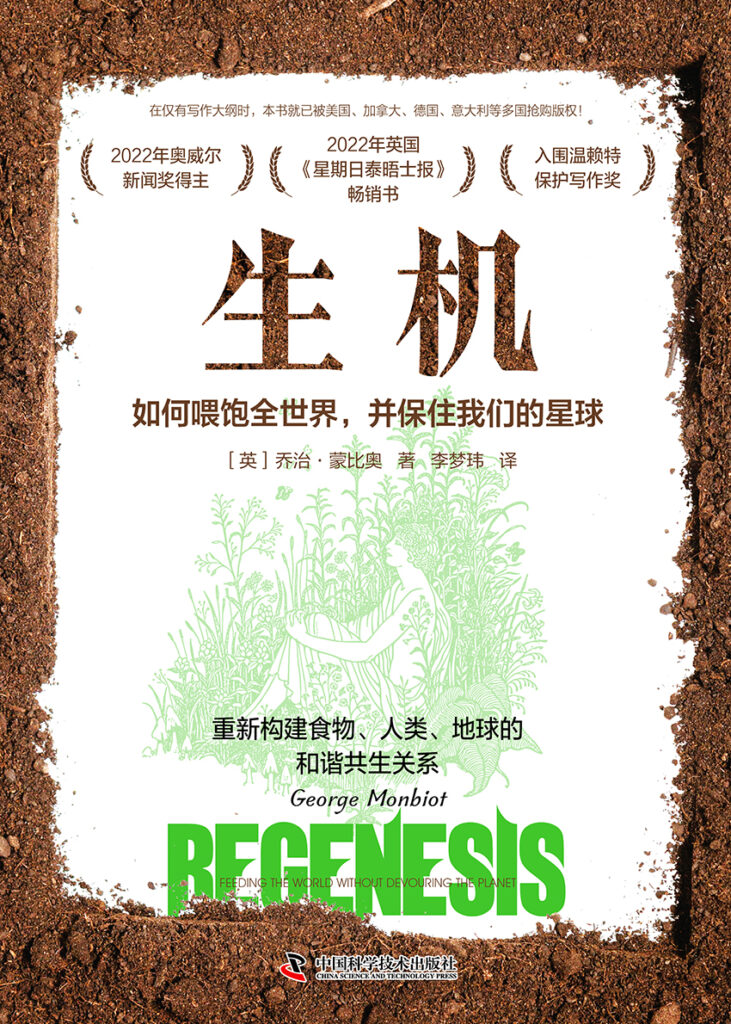 在仅有写作大纲时，本书就已被美国、加拿大、德国、意大利等多国抢购版权！
2022年奥威尔
新闻奖得主
2022年英国
《星期日泰晤士报》
畅销书
入围温赖特
保护写作奖
生机
如何喂饱全世界，并保住我们的星球
［英］乔治·蒙比奥 著 李梦玮 译
重新构建食物、人类、地球的
和谐共生关系
George Monbiot
REGENESIS
FEEDING THE WORLD WITHOUT DEVOURING THE PLANET
中国科学技术出版社
CHINA SCIENCE AND TECHNOLOGY PRESS